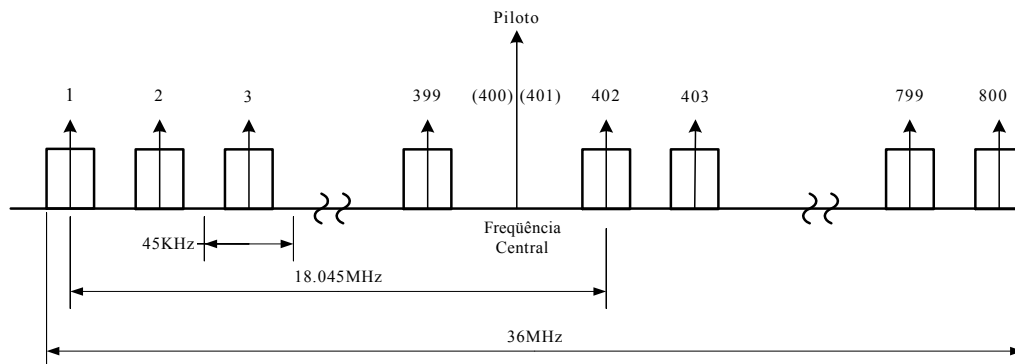 Piloto
1 2 3 399 (400) (401) 402 403 799 800
Freqüência
Central
45KHz
18.045MHz
36MHz